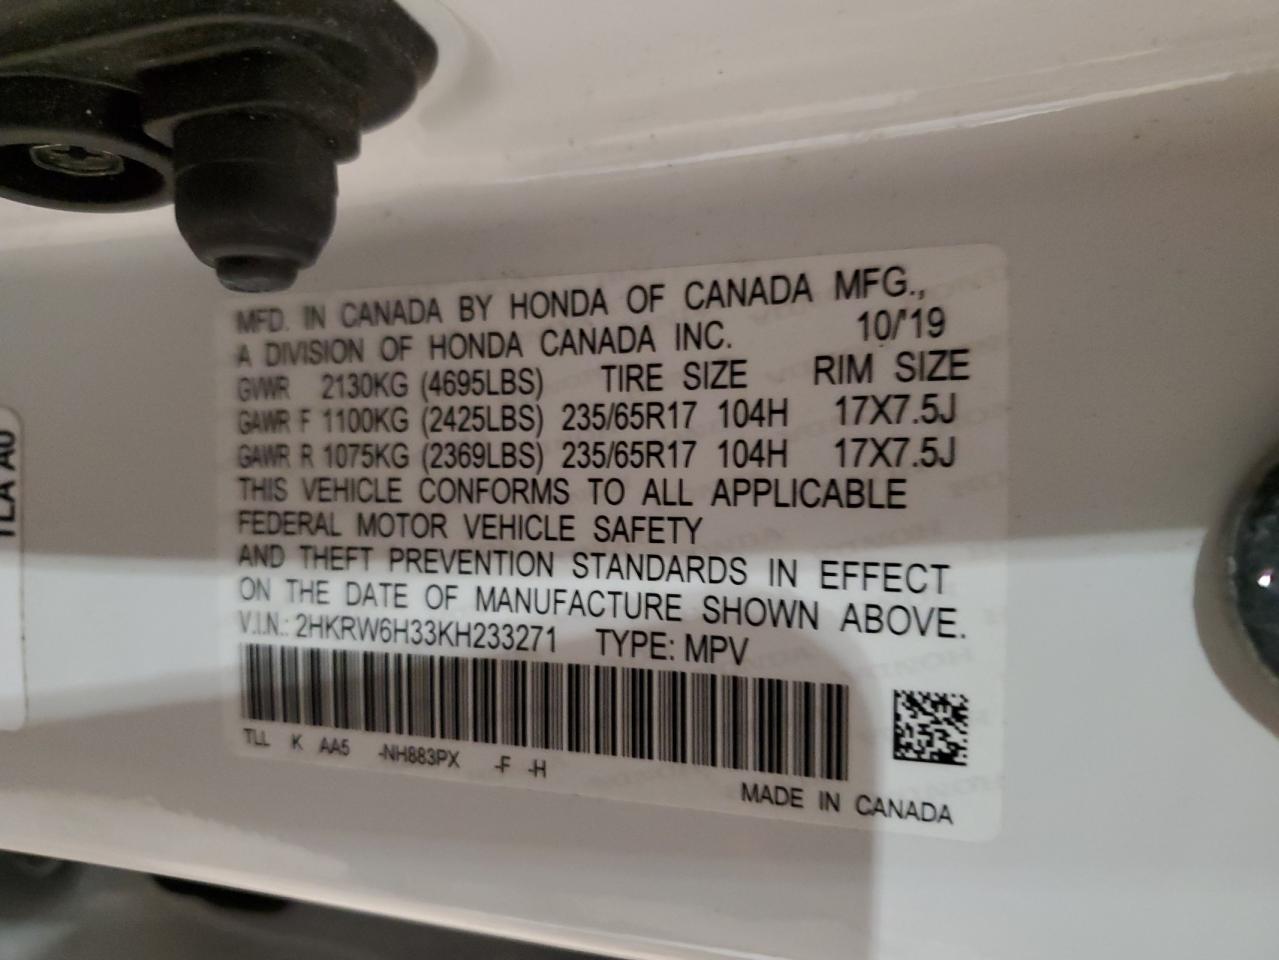 MFD. IN CANADA BY HONDA OF CANADA MFG.,
A DIVISION OF HONDA CANADA INC. 10/'19
GVWR 2130KG (4695LBS) TIRE SIZE RIM SIZE
GAWR F 1100KG (2425LBS) 235/65R17 104H 17X7.5J
GAWR R 1075KG (2369LBS) 235/65R17 104H 17X7.5J
THIS VEHICLE CONFORMS TO ALL APPLICABLE
FEDERAL MOTOR VEHICLE SAFETY
AND THEFT PREVENTION STANDARDS IN EFFECT
ON THE DATE OF MANUFACTURE SHOWN ABOVE.
V.I.N.: 2HKRW6H33KH233271 TYPE: MPV
TLL K AA5 -NH883PX -F -H
MADE IN CANADA
TLA A0